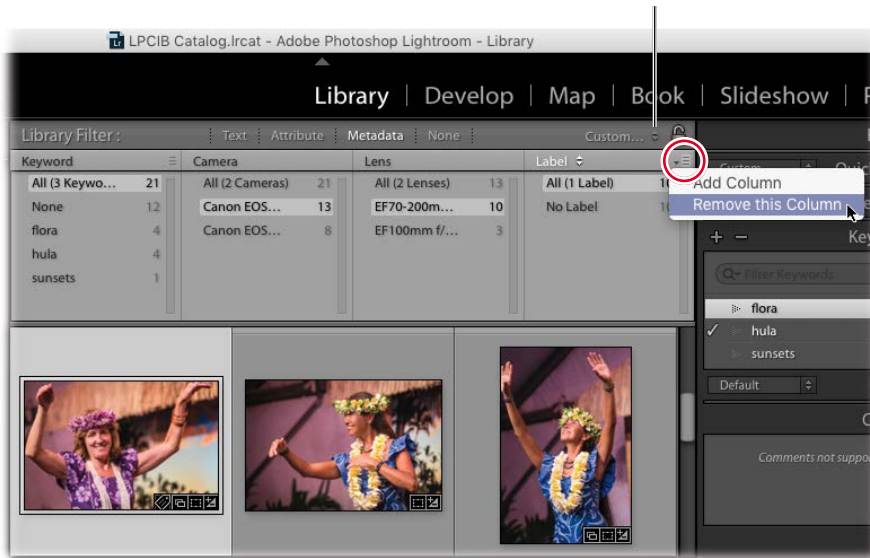 LPCIB Catalog.lrcat - Adobe Photoshop Lightroom - Library
Library | Develop | Map | Book | Slideshow |
Library Filter : Text Attribute Metadata None Custom...
Keyword Camera Lens Label
All (3 Keywo... 21 All (2 Cameras) 21 All (2 Lenses) 13 All (1 Label)
None 12 Canon EOS... 13 EF70-200m... 10 No Label
flora 4 Canon EOS... 8 EF100mm f/... 3
hula 4
sunsets 1
Custom
Add Column
Remove this Column
+ − Key
Filter Keywords
flora
hula
sunsets
Default
Comments not suppo